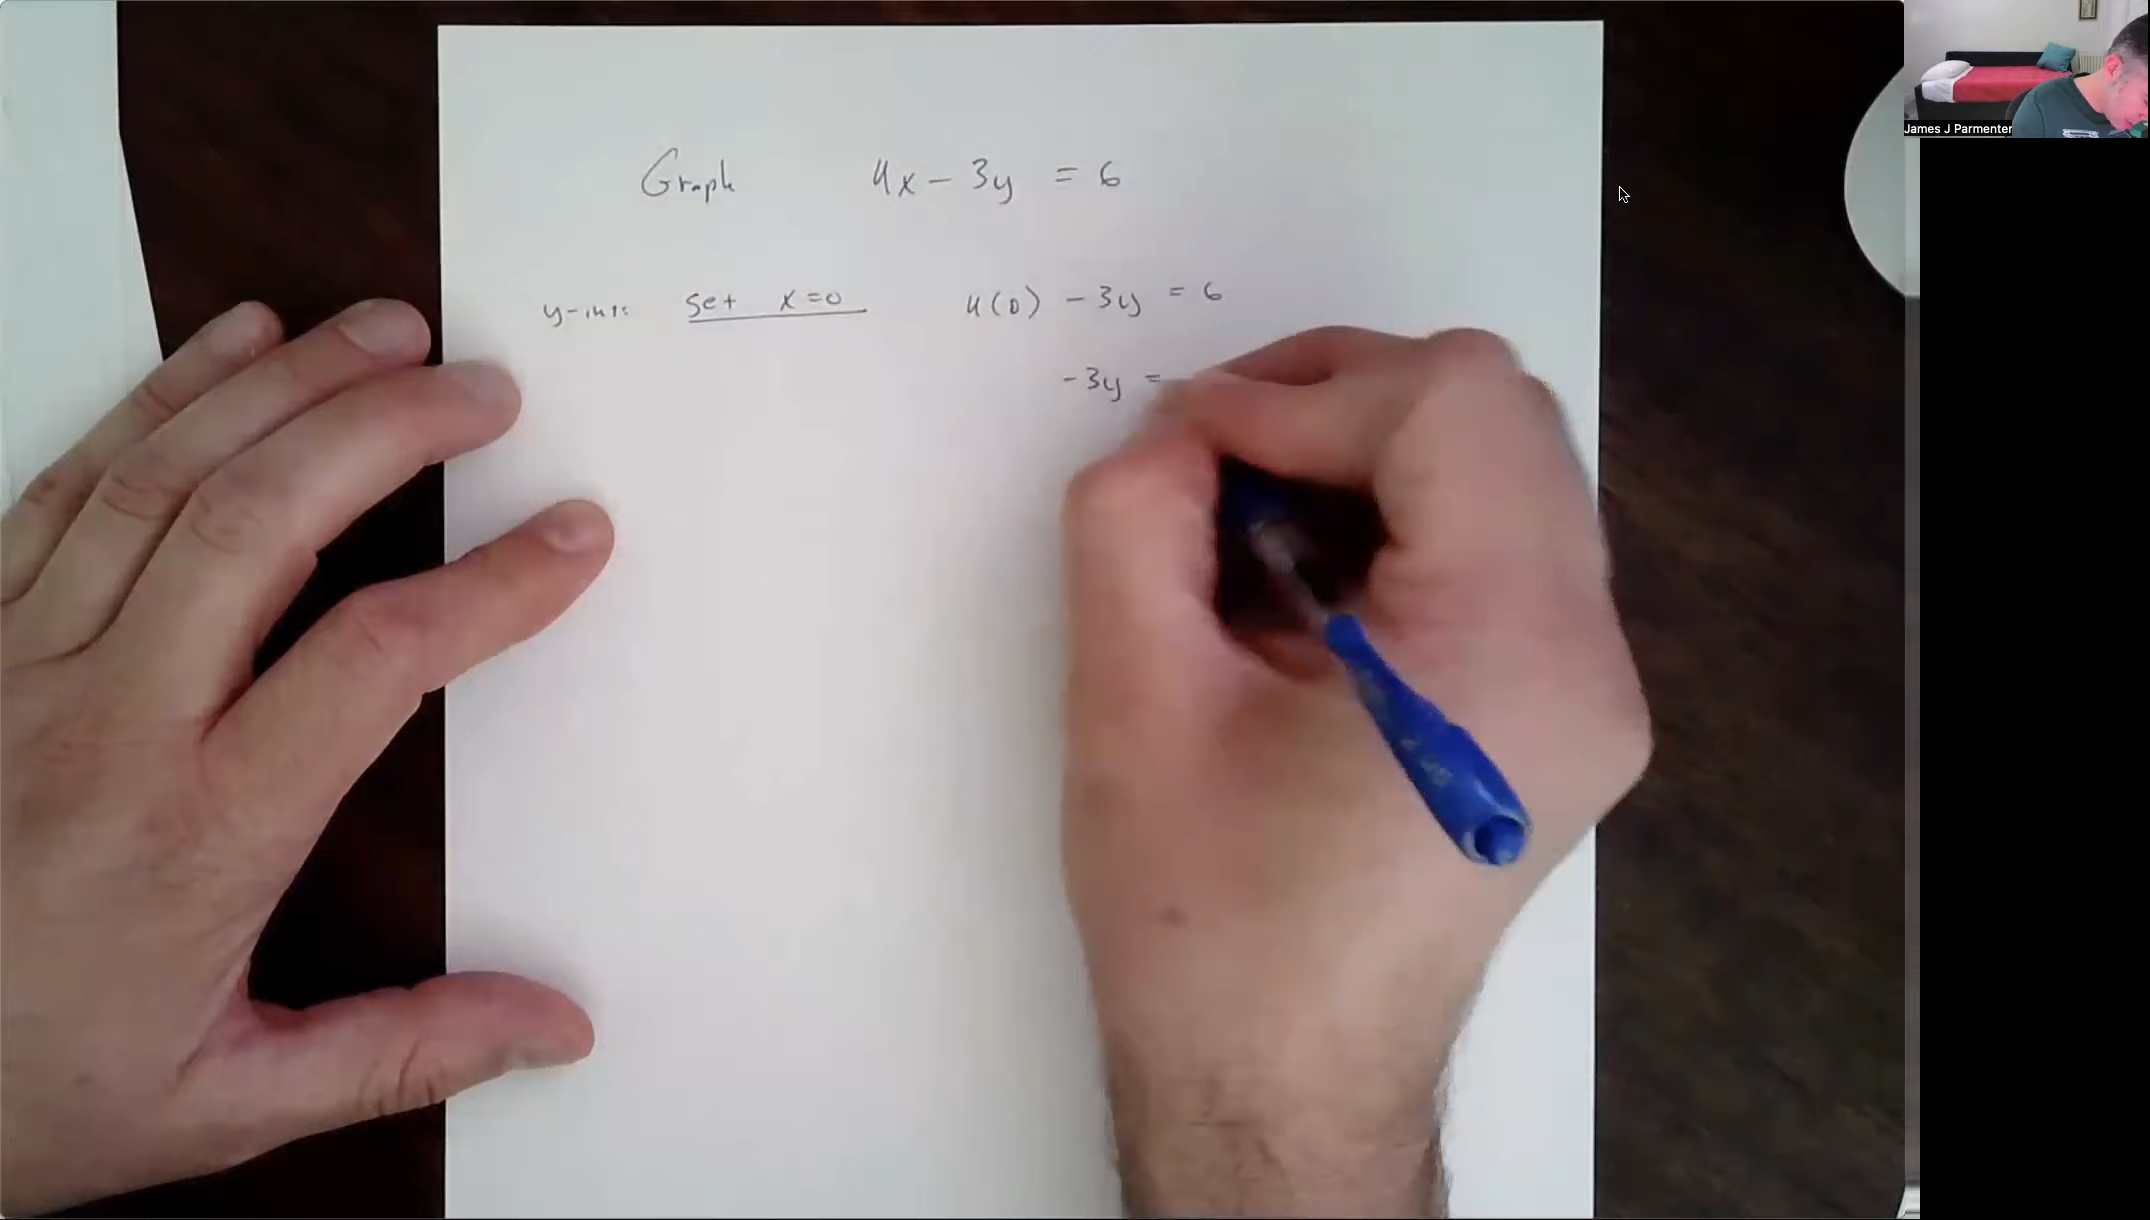 Graph 4x - 3y = 6
y-int: set x=0 4(0) - 3y = 6
-3y =
James J Parmenter